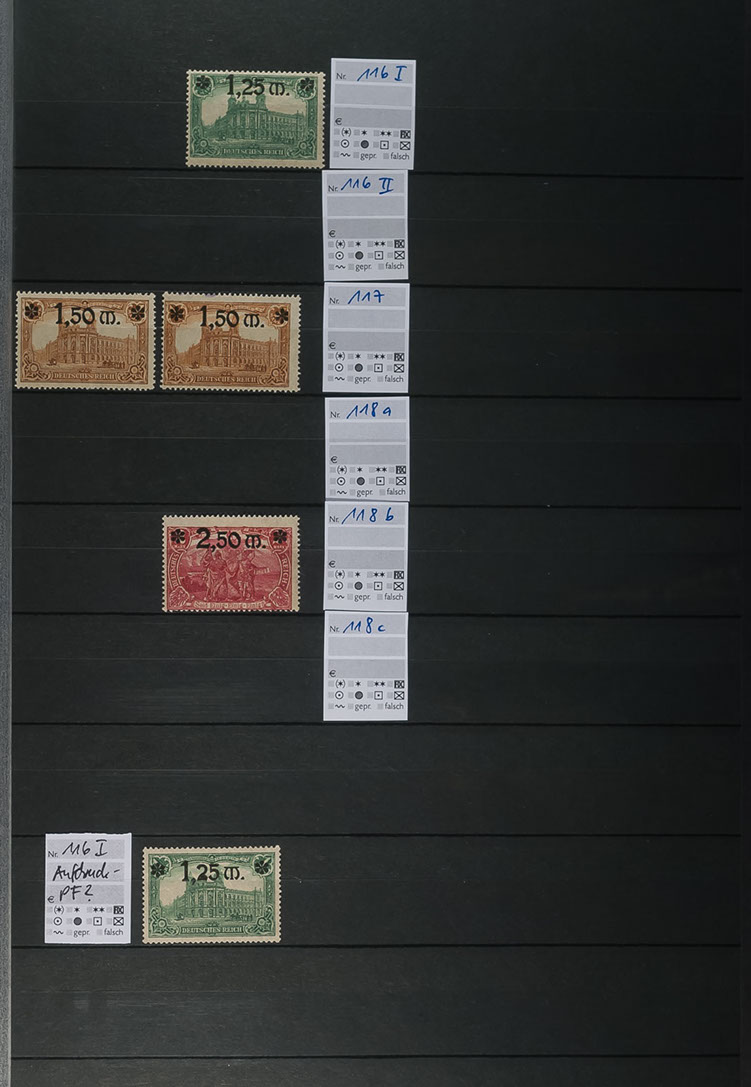 1,25 m.
DEUTSCHES REICH
Nr. 116 I
€
(*) * ** 
gepr. falsch
Nr. 116 II
€
(*) * ** 
gepr. falsch
1,50 m.
DEUTSCHES REICH
1,50 m.
DEUTSCHES REICH
Nr. 117
€
(*) * ** 
gepr. falsch
Nr. 118 a
€
(*) * ** 
gepr. falsch
2,50 m.
Nr. 118 b
€
(*) * ** 
gepr. falsch
Nr. 118 c
€
(*) * ** 
gepr. falsch
Nr. 116 I
Aufdruck-
€ PF?
(*) * ** 
gepr. falsch
1,25 m.
DEUTSCHES REICH